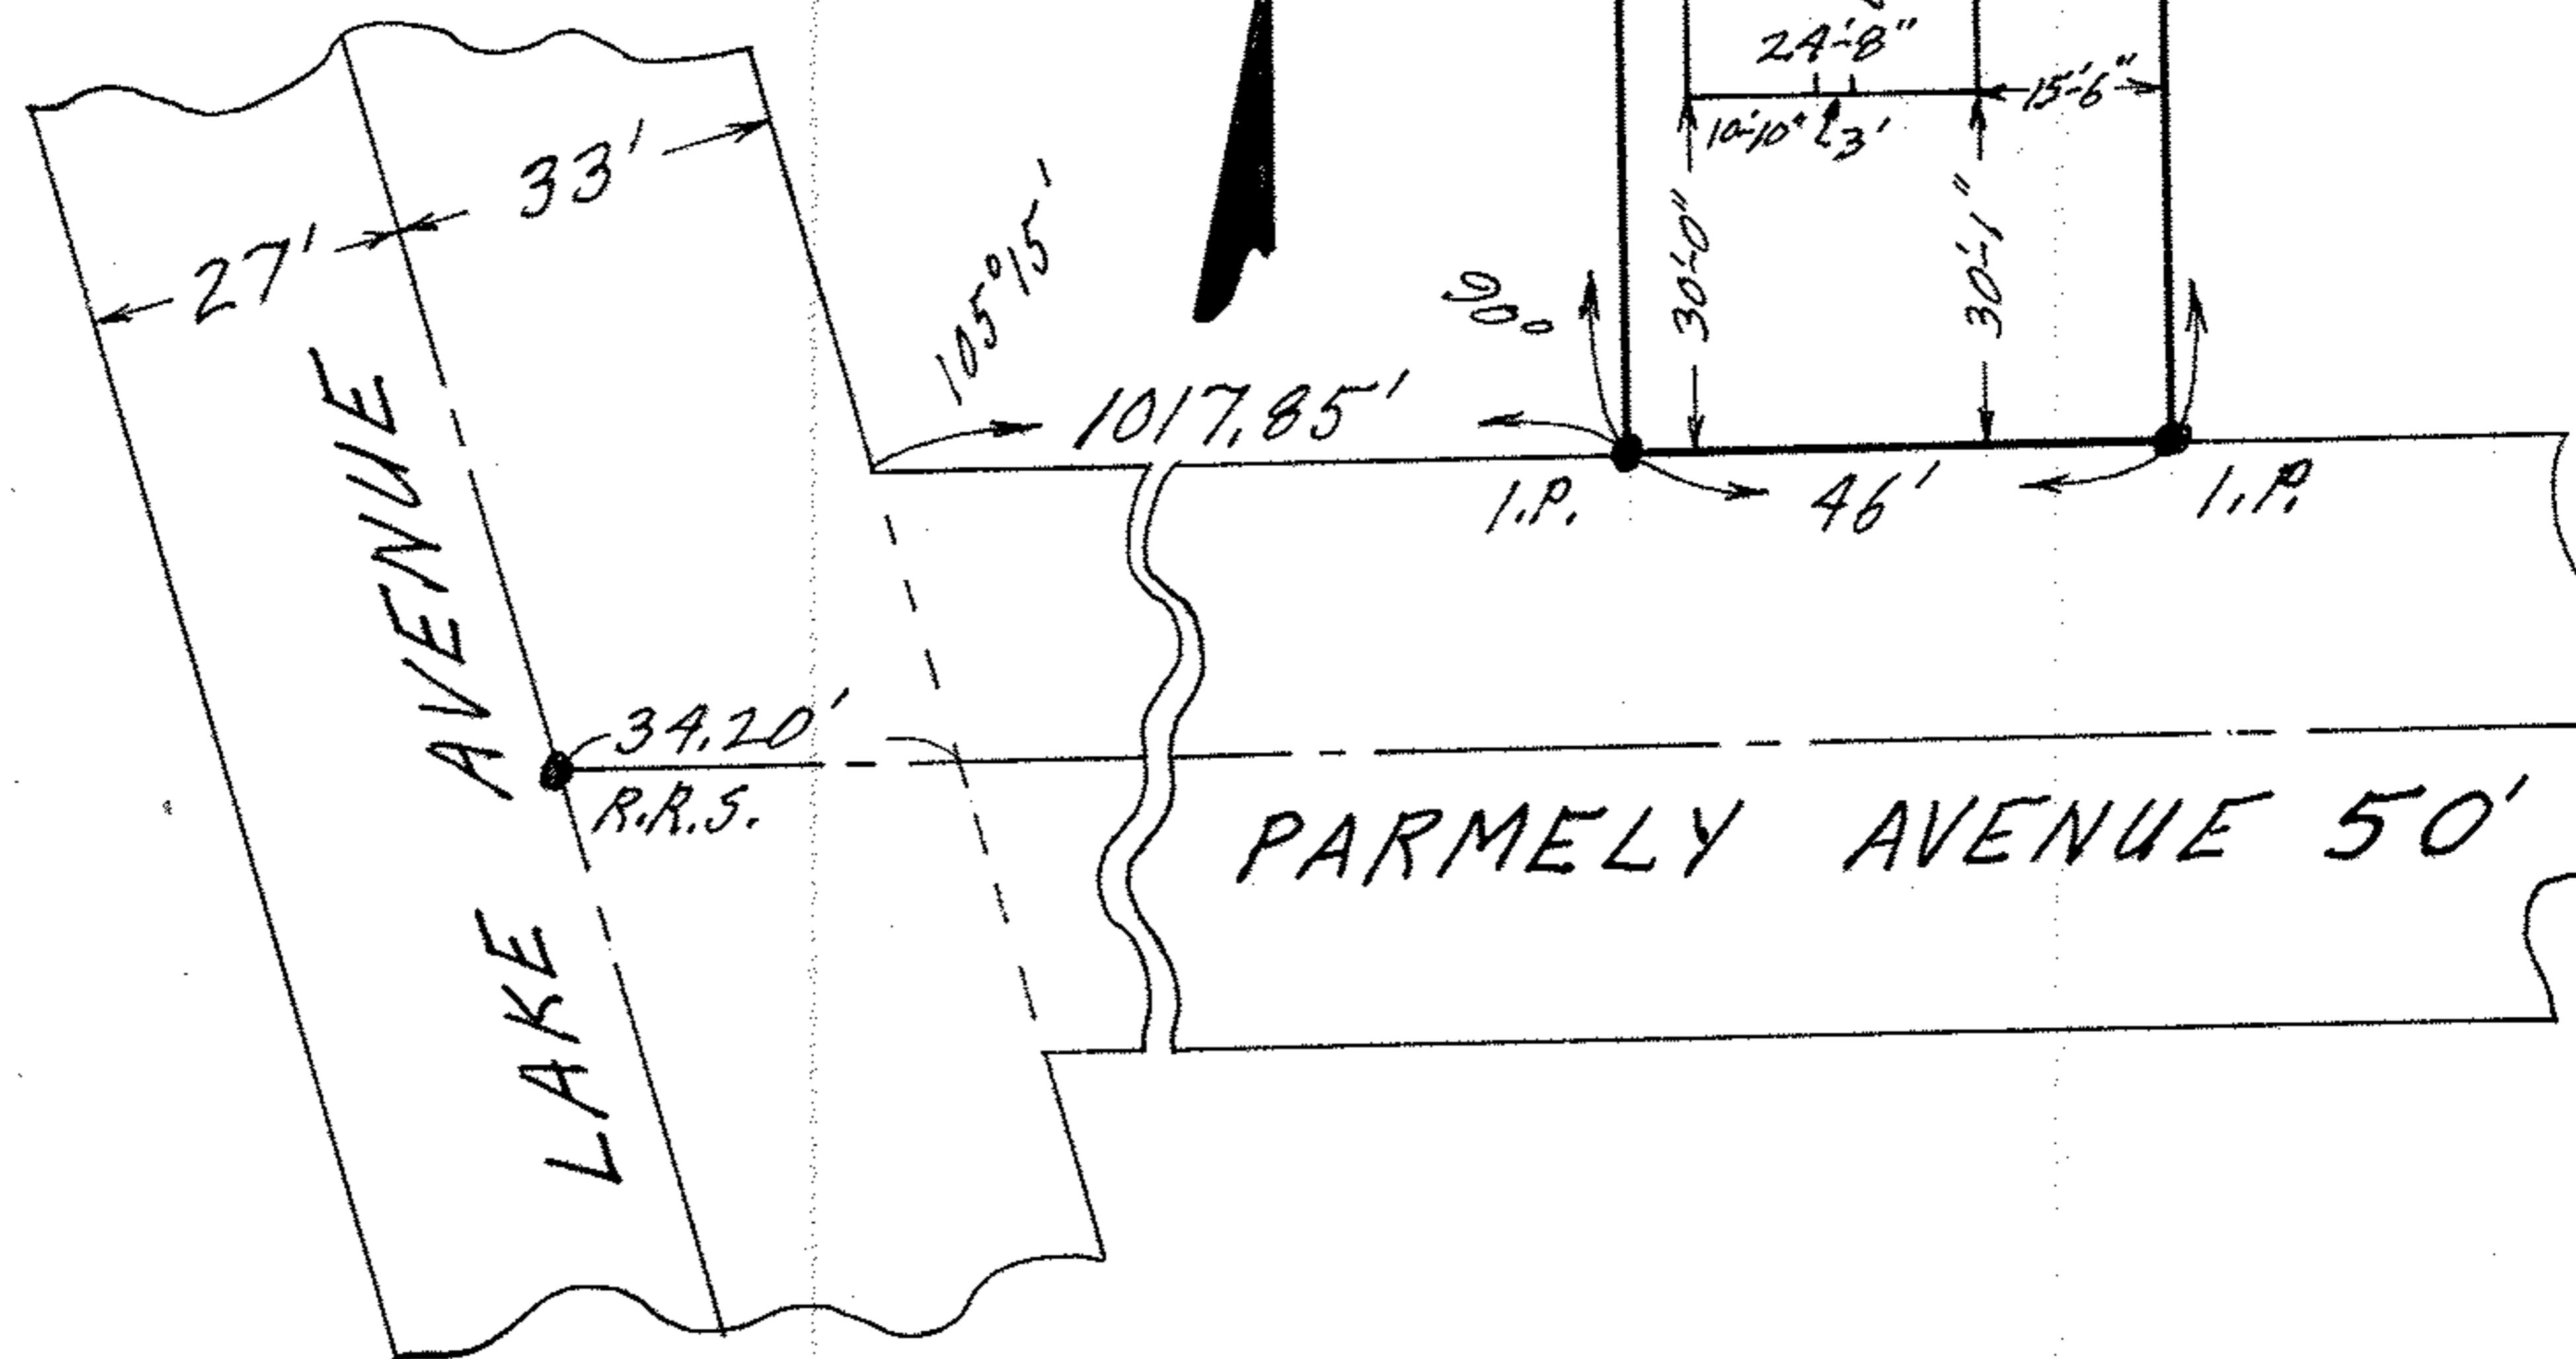 24'-8"
15'-6"
10'-10"
3'
33'
27'
105°15'
30'-0"
30'-1"
90°
1017.85'
I.P.
46'
I.P.
LAKE AVENUE
34.20'
R.R.S.
PARMELY AVENUE 50'